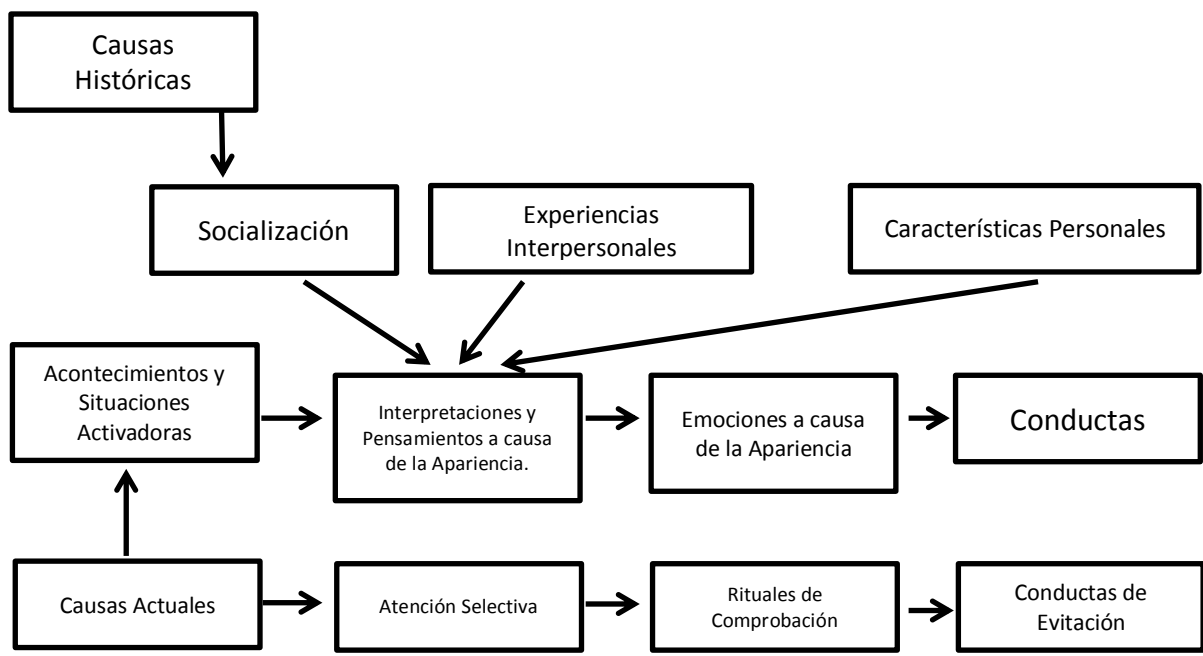 Causas
Históricas
Socialización
Experiencias
Interpersonales
Características Personales
Acontecimientos y
Situaciones
Activadoras
Interpretaciones y
Pensamientos a causa
de la Apariencia.
Emociones a causa
de la Apariencia
Conductas
Causas Actuales
Atención Selectiva
Rituales de
Comprobación
Conductas de
Evitación